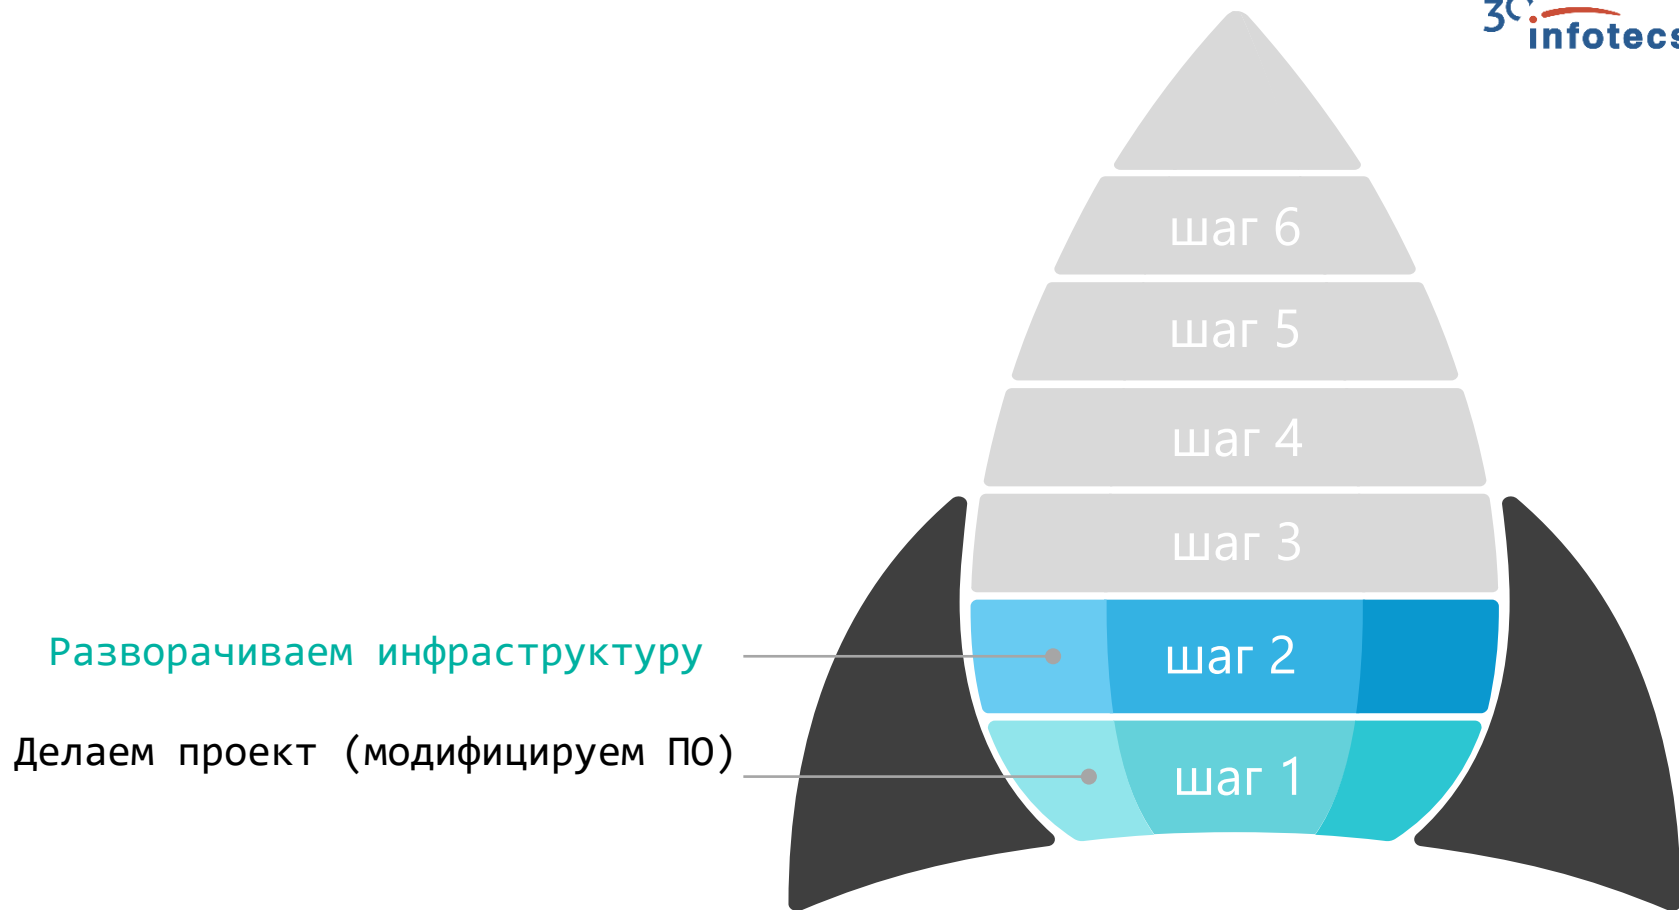 infotecs
шаг 6
шаг 5
шаг 4
шаг 3
Разворачиваем инфраструктуру
шаг 2
Делаем проект (модифицируем ПО)
шаг 1